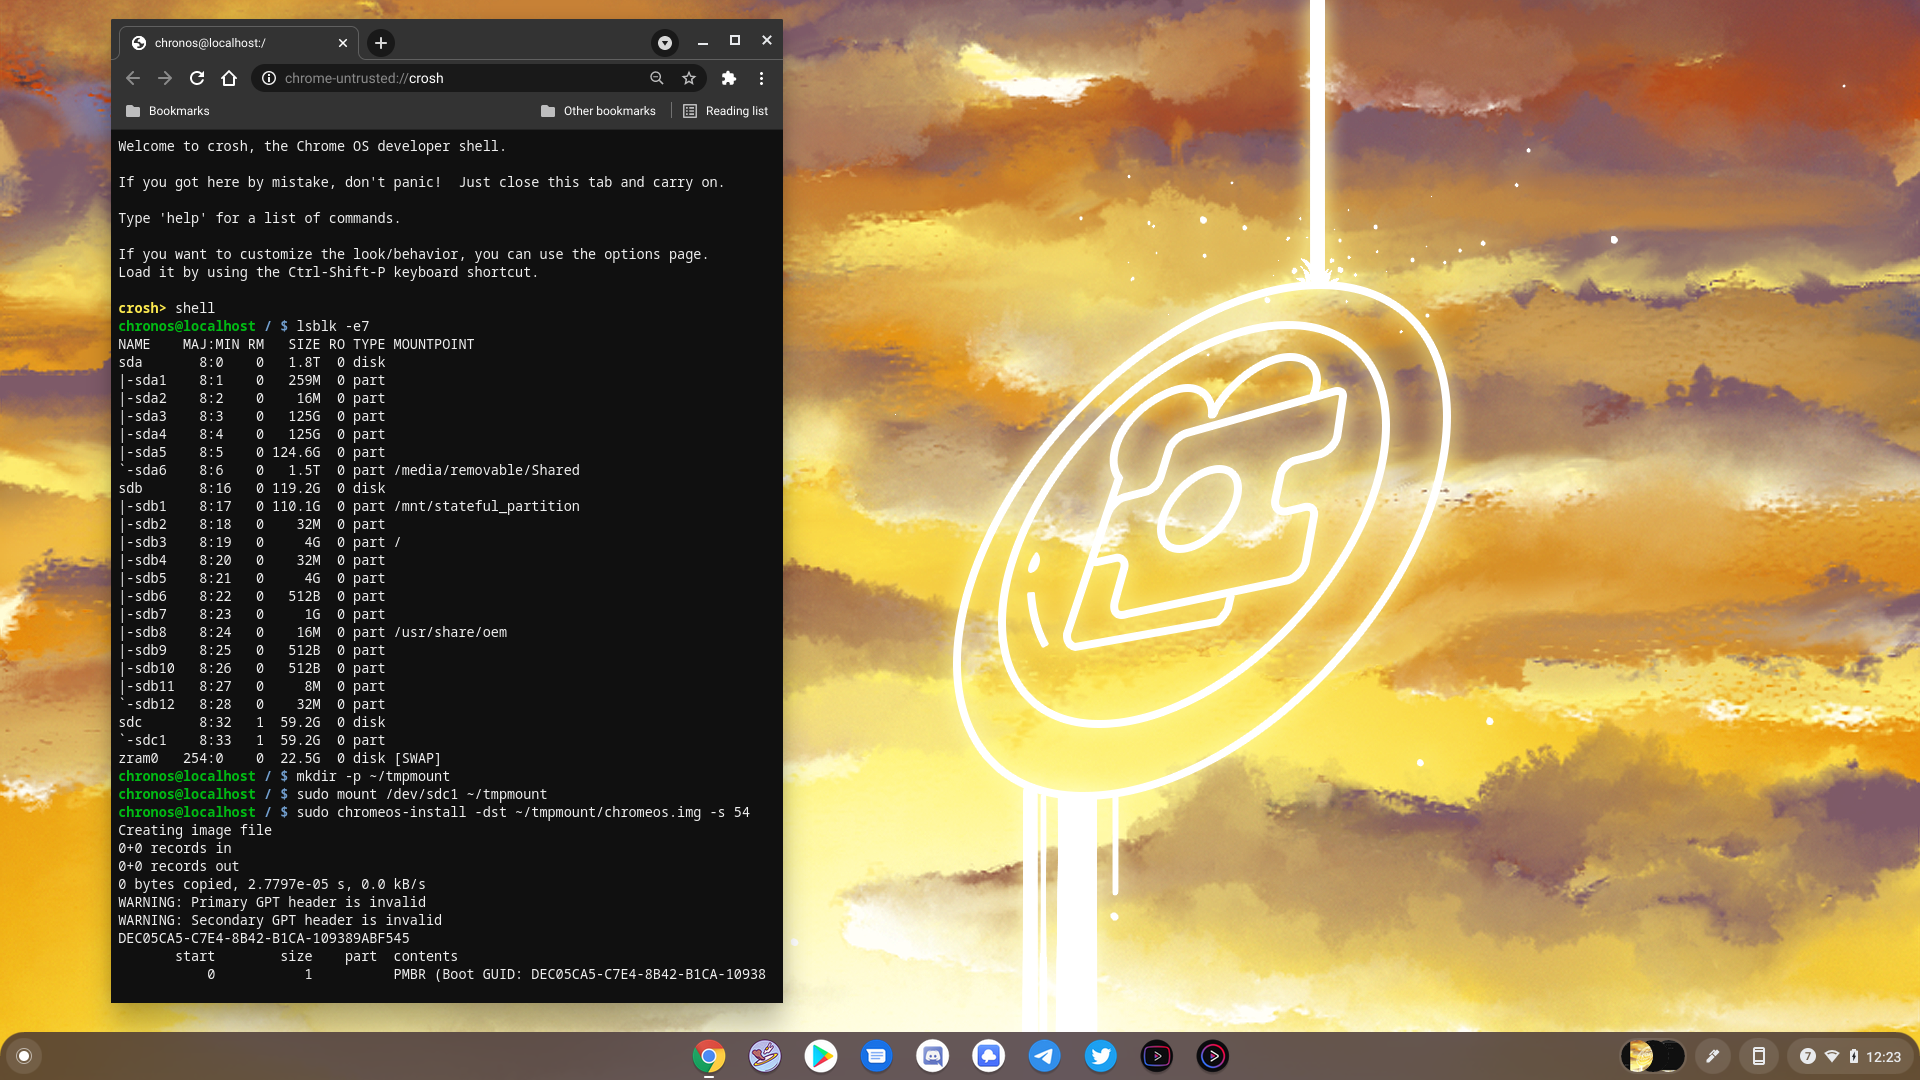 chronos@localhost:/
chrome-untrusted://crosh
Bookmarks Other bookmarks Reading list
Welcome to crosh, the Chrome OS developer shell.
If you got here by mistake, don't panic!  Just close this tab and carry on.
Type 'help' for a list of commands.
If you want to customize the look/behavior, you can use the options page.
Load it by using the Ctrl-Shift-P keyboard shortcut.
crosh> shell
chronos@localhost / $ lsblk -e7
NAME    MAJ:MIN RM   SIZE RO TYPE MOUNTPOINT
sda       8:0    0   1.8T  0 disk
|-sda1    8:1    0   259M  0 part
|-sda2    8:2    0    16M  0 part
|-sda3    8:3    0   125G  0 part
|-sda4    8:4    0   125G  0 part
|-sda5    8:5    0 124.6G  0 part
`-sda6    8:6    0   1.5T  0 part /media/removable/Shared
sdb       8:16   0 119.2G  0 disk
|-sdb1    8:17   0 110.1G  0 part /mnt/stateful_partition
|-sdb2    8:18   0    32M  0 part
|-sdb3    8:19   0     4G  0 part /
|-sdb4    8:20   0    32M  0 part
|-sdb5    8:21   0     4G  0 part
|-sdb6    8:22   0   512B  0 part
|-sdb7    8:23   0     1G  0 part
|-sdb8    8:24   0    16M  0 part /usr/share/oem
|-sdb9    8:25   0   512B  0 part
|-sdb10   8:26   0   512B  0 part
|-sdb11   8:27   0     8M  0 part
`-sdb12   8:28   0    32M  0 part
sdc       8:32   1  59.2G  0 disk
`-sdc1    8:33   1  59.2G  0 part
zram0   254:0    0  22.5G  0 disk [SWAP]
chronos@localhost / $ mkdir -p ~/tmpmount
chronos@localhost / $ sudo mount /dev/sdc1 ~/tmpmount
chronos@localhost / $ sudo chromeos-install -dst ~/tmpmount/chromeos.img -s 54
Creating image file
0+0 records in
0+0 records out
0 bytes copied, 2.7797e-05 s, 0.0 kB/s
WARNING: Primary GPT header is invalid
WARNING: Secondary GPT header is invalid
DEC05CA5-C7E4-8B42-B1CA-109389ABF545
start        size    part  contents
0           1          PMBR (Boot GUID: DEC05CA5-C7E4-8B42-B1CA-10938
7 12:23